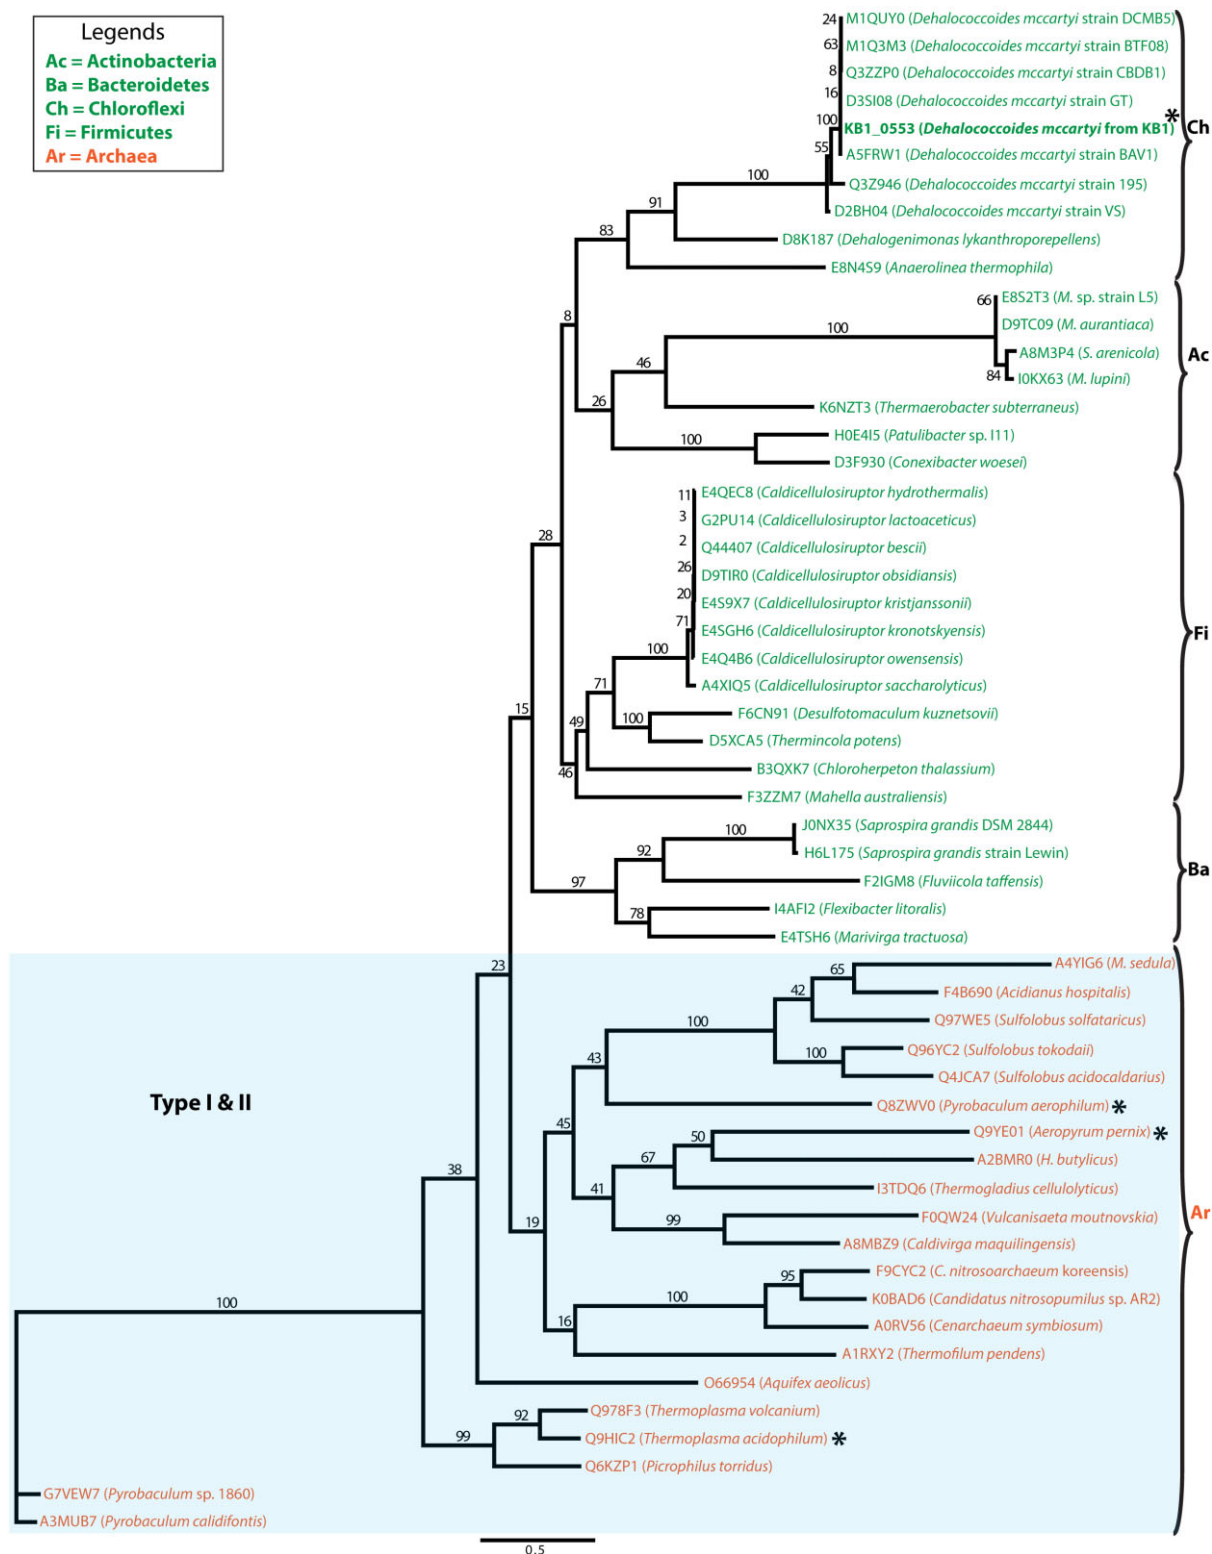 Legends
Ac = Actinobacteria
Ba = Bacteroidetes
Ch = Chloroflexi
Fi = Firmicutes
Ar = Archaea
24 M1QUY0 (Dehalococcoides mccartyi strain DCMB5)
63 M1Q3M3 (Dehalococcoides mccartyi strain BTF08)
8 Q3ZZP0 (Dehalococcoides mccartyi strain CBDB1)
16 D3SI08 (Dehalococcoides mccartyi strain GT)
100 KB1_0553 (Dehalococcoides mccartyi from KB1) * Ch
55 A5FRW1 (Dehalococcoides mccartyi strain BAV1)
100 Q3Z946 (Dehalococcoides mccartyi strain 195)
91 D2BH04 (Dehalococcoides mccartyi strain VS)
83 D8K187 (Dehalogenimonas lykanthroporepellens)
E8N4S9 (Anaerolinea thermophila)
66 E8S2T3 (M. sp. strain L5)
8 100 D9TC09 (M. aurantiaca)
A8M3P4 (S. arenicola) Ac
46 84 I0KX63 (M. lupini)
26 K6NZT3 (Thermaerobacter subterraneus)
100 H0E4I5 (Patulibacter sp. I11)
D3F930 (Conexibacter woesei)
11 E4QEC8 (Caldicellulosiruptor hydrothermalis)
3 G2PU14 (Caldicellulosiruptor lactoaceticus)
28 2 Q44407 (Caldicellulosiruptor bescii)
26 D9TIR0 (Caldicellulosiruptor obsidiansis)
20 E4S9X7 (Caldicellulosiruptor kristjanssonii)
71 E4SGH6 (Caldicellulosiruptor kronotskyensis) Fi
100 E4Q4B6 (Caldicellulosiruptor owensensis)
71 A4XIQ5 (Caldicellulosiruptor saccharolyticus)
15 49 100 F6CN91 (Desulfotomaculum kuznetsovii)
D5XCA5 (Thermincola potens)
46 B3QXK7 (Chloroherpeton thalassium)
F3ZZM7 (Mahella australiensis)
100 J0NX35 (Saprospira grandis DSM 2844)
92 H6L175 (Saprospira grandis strain Lewin)
97 F2IGM8 (Fluviicola taffensis) Ba
78 I4AFI2 (Flexibacter litoralis)
E4TSH6 (Marivirga tractuosa)
23 65 A4YIG6 (M. sedula)
42 F4B690 (Acidianus hospitalis)
100 Q97WE5 (Sulfolobus solfataricus)
43 100 Q96YC2 (Sulfolobus tokodaii)
Q4JCA7 (Sulfolobus acidocaldarius)
Type I & II Q8ZWV0 (Pyrobaculum aerophilum) *
45 50 Q9YE01 (Aeropyrum pernix) *
38 67 A2BMR0 (H. butylicus)
41 I3TDQ6 (Thermogladius cellulolyticus)
19 99 F0QW24 (Vulcanisaeta moutnovskia) Ar
A8MBZ9 (Caldivirga maquilingensis)
95 F9CYC2 (C. nitrosoarchaeum koreensis)
100 100 K0BAD6 (Candidatus nitrosopumilus sp. AR2)
16 A0RV56 (Cenarchaeum symbiosum)
A1RXY2 (Thermofilum pendens)
O66954 (Aquifex aeolicus)
92 Q978F3 (Thermoplasma volcanium)
99 Q9HIC2 (Thermoplasma acidophilum) *
Q6KZP1 (Picrophilus torridus)
G7VEW7 (Pyrobaculum sp. 1860)
A3MUB7 (Pyrobaculum calidifontis)
0.5